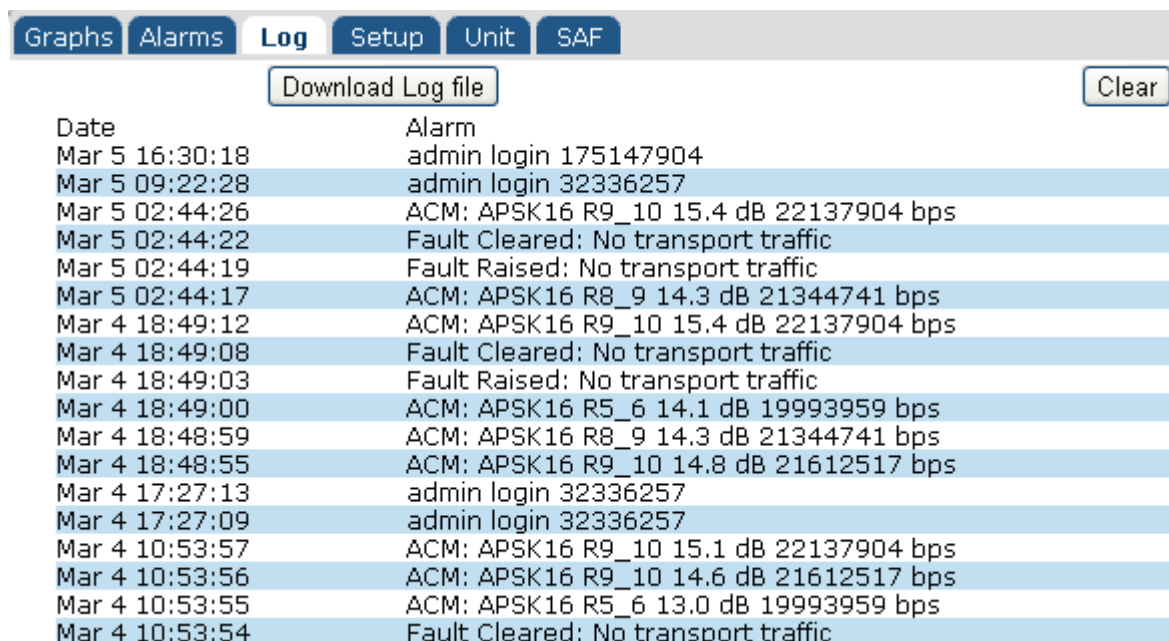 Graphs Alarms Log Setup Unit SAF
Download Log file Clear
Date Alarm
Mar 5 16:30:18 admin login 175147904
Mar 5 09:22:28 admin login 32336257
Mar 5 02:44:26 ACM: APSK16 R9_10 15.4 dB 22137904 bps
Mar 5 02:44:22 Fault Cleared: No transport traffic
Mar 5 02:44:19 Fault Raised: No transport traffic
Mar 5 02:44:17 ACM: APSK16 R8_9 14.3 dB 21344741 bps
Mar 4 18:49:12 ACM: APSK16 R9_10 15.4 dB 22137904 bps
Mar 4 18:49:08 Fault Cleared: No transport traffic
Mar 4 18:49:03 Fault Raised: No transport traffic
Mar 4 18:49:00 ACM: APSK16 R5_6 14.1 dB 19993959 bps
Mar 4 18:48:59 ACM: APSK16 R8_9 14.3 dB 21344741 bps
Mar 4 18:48:55 ACM: APSK16 R9_10 14.8 dB 21612517 bps
Mar 4 17:27:13 admin login 32336257
Mar 4 17:27:09 admin login 32336257
Mar 4 10:53:57 ACM: APSK16 R9_10 15.1 dB 22137904 bps
Mar 4 10:53:56 ACM: APSK16 R9_10 14.6 dB 21612517 bps
Mar 4 10:53:55 ACM: APSK16 R5_6 13.0 dB 19993959 bps
Mar 4 10:53:54 Fault Cleared: No transport traffic